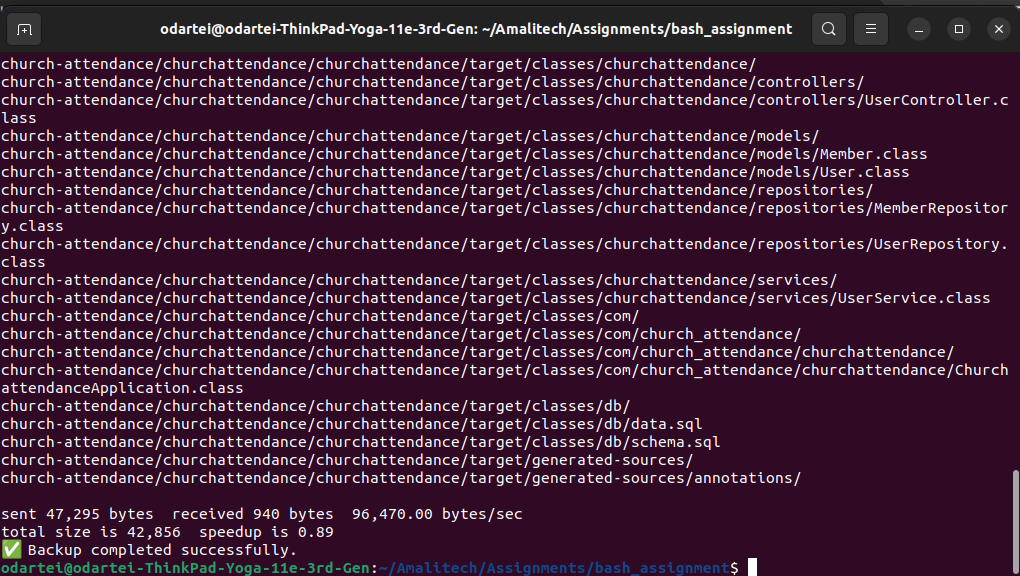 odartei@odartei-ThinkPad-Yoga-11e-3rd-Gen: ~/Amalitech/Assignments/bash_assignment
church-attendance/churchattendance/churchattendance/target/classes/churchattendance/
church-attendance/churchattendance/churchattendance/target/classes/churchattendance/controllers/
church-attendance/churchattendance/churchattendance/target/classes/churchattendance/controllers/UserController.c
lass
church-attendance/churchattendance/churchattendance/target/classes/churchattendance/models/
church-attendance/churchattendance/churchattendance/target/classes/churchattendance/models/Member.class
church-attendance/churchattendance/churchattendance/target/classes/churchattendance/models/User.class
church-attendance/churchattendance/churchattendance/target/classes/churchattendance/repositories/
church-attendance/churchattendance/churchattendance/target/classes/churchattendance/repositories/MemberRepositor
y.class
church-attendance/churchattendance/churchattendance/target/classes/churchattendance/repositories/UserRepository.
class
church-attendance/churchattendance/churchattendance/target/classes/churchattendance/services/
church-attendance/churchattendance/churchattendance/target/classes/churchattendance/services/UserService.class
church-attendance/churchattendance/churchattendance/target/classes/com/
church-attendance/churchattendance/churchattendance/target/classes/com/church_attendance/
church-attendance/churchattendance/churchattendance/target/classes/com/church_attendance/churchattendance/
church-attendance/churchattendance/churchattendance/target/classes/com/church_attendance/churchattendance/Church
attendanceApplication.class
church-attendance/churchattendance/churchattendance/target/classes/db/
church-attendance/churchattendance/churchattendance/target/classes/db/data.sql
church-attendance/churchattendance/churchattendance/target/classes/db/schema.sql
church-attendance/churchattendance/churchattendance/target/generated-sources/
church-attendance/churchattendance/churchattendance/target/generated-sources/annotations/
sent 47,295 bytes  received 940 bytes  96,470.00 bytes/sec
total size is 42,856  speedup is 0.89
✅ Backup completed successfully.
odartei@odartei-ThinkPad-Yoga-11e-3rd-Gen:~/Amalitech/Assignments/bash_assignment$